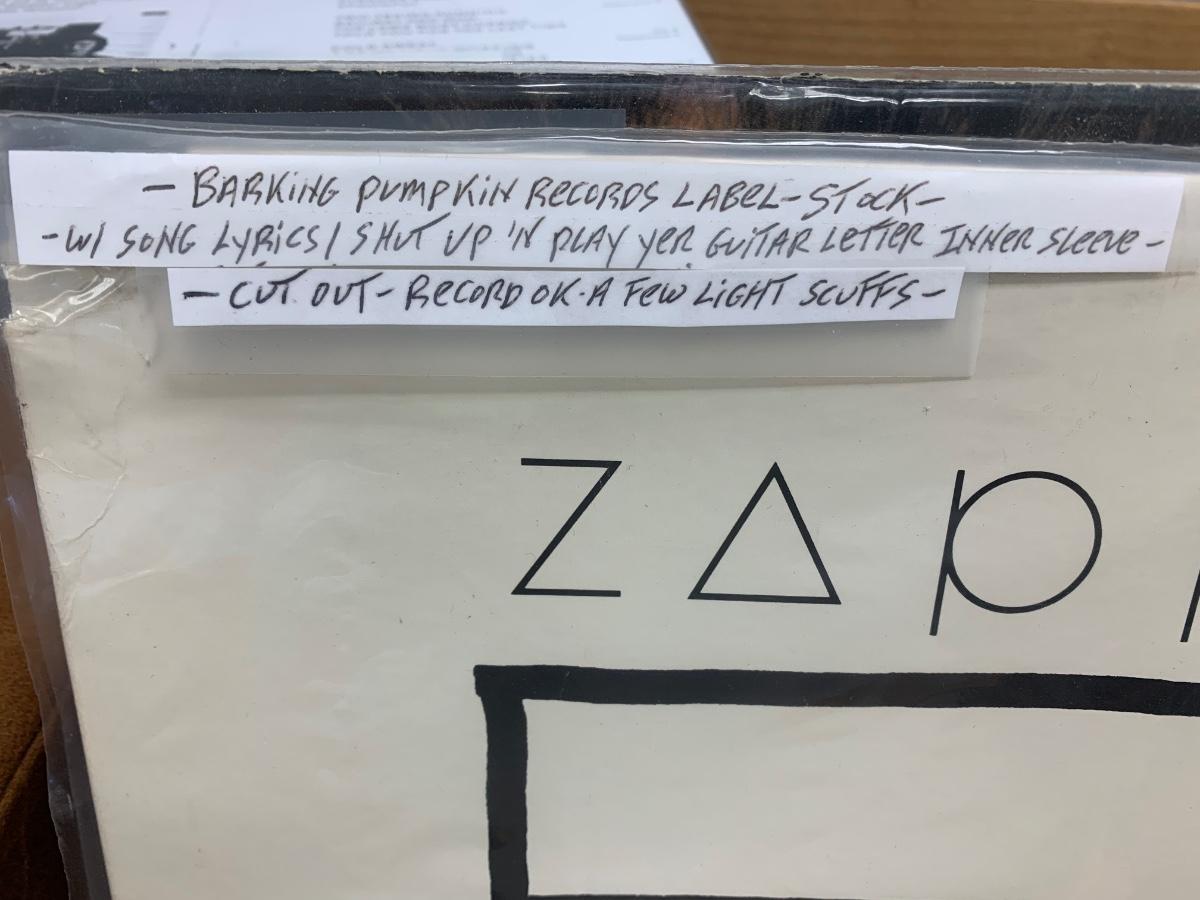 - BARKING PUMPKIN RECORDS LABEL - STOCK -
- W/ SONG LYRICS / SHUT UP 'N PLAY YER GUITAR LETTER INNER SLEEVE -
- CUT OUT - RECORD OK · A FEW LIGHT SCUFFS -
ZAP